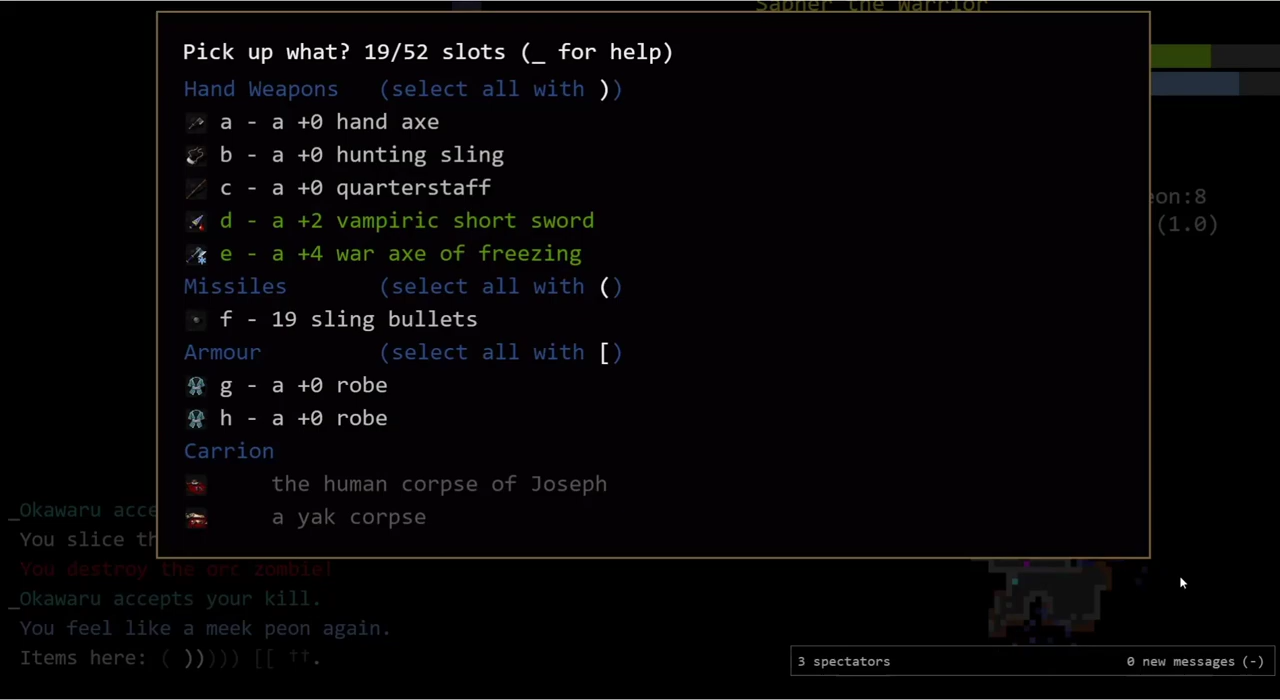 Sabner the Warrior
Pick up what? 19/52 slots (_ for help)
Hand Weapons (select all with ))
a - a +0 hand axe
b - a +0 hunting sling
c - a +0 quarterstaff
eon:8
d - a +2 vampiric short sword
(1.0)
e - a +4 war axe of freezing
Missiles (select all with ()
f - 19 sling bullets
Armour (select all with [)
g - a +0 robe
h - a +0 robe
Carrion
the human corpse of Joseph
a yak corpse
_Okawaru acce
You slice th
You destroy the orc zombie!
_Okawaru accepts your kill.
You feel like a meek peon again.
Items here: ( ))))) [[ ††.
3 spectators 0 new messages (-)